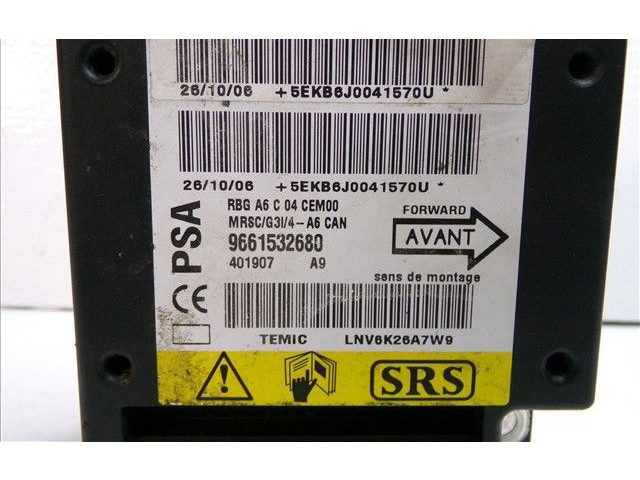 26/10/06 +5EKB6J0041570U *
26/10/06 +5EKB6J0041570U *
PSA
RBG A6 C 04 CEM00
MRSC/G3I/4-A6 CAN
9661532680
401907 A9
FORWARD
AVANT
sens de montage
CE
TEMIC LNV6K26A7W9
SRS